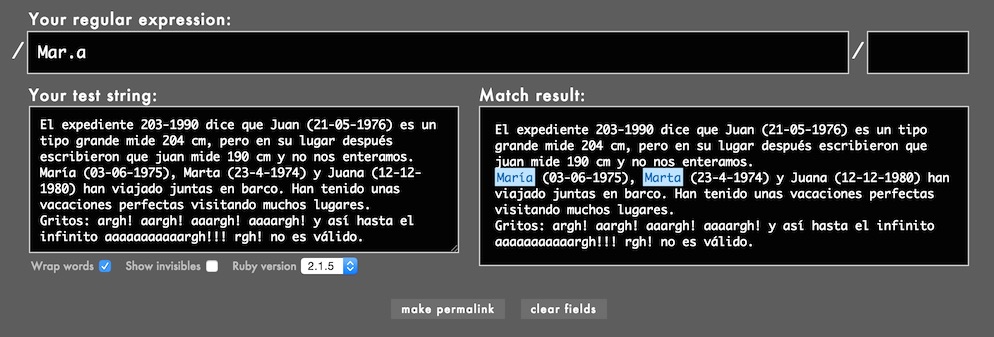 Your regular expression:
/ Mar.a /
Your test string:
El expediente 203-1990 dice que Juan (21-05-1976) es un
tipo grande mide 204 cm, pero en su lugar después
escribieron que juan mide 190 cm y no nos enteramos.
María (03-06-1975), Marta (23-4-1974) y Juana (12-12-
1980) han viajado juntas en barco. Han tenido unas
vacaciones perfectas visitando muchos lugares.
Gritos: argh! aargh! aaargh! aaaargh! y así hasta el
infinito aaaaaaaaaaargh!!! rgh! no es válido.
Wrap words Show invisibles Ruby version 2.1.5
Match result:
El expediente 203-1990 dice que Juan (21-05-1976) es un tipo
grande mide 204 cm, pero en su lugar después escribieron que
juan mide 190 cm y no nos enteramos.
María (03-06-1975), Marta (23-4-1974) y Juana (12-12-1980) han
viajado juntas en barco. Han tenido unas vacaciones perfectas
visitando muchos lugares.
Gritos: argh! aargh! aaargh! aaaargh! y así hasta el infinito
aaaaaaaaaaargh!!! rgh! no es válido.
make permalink clear fields